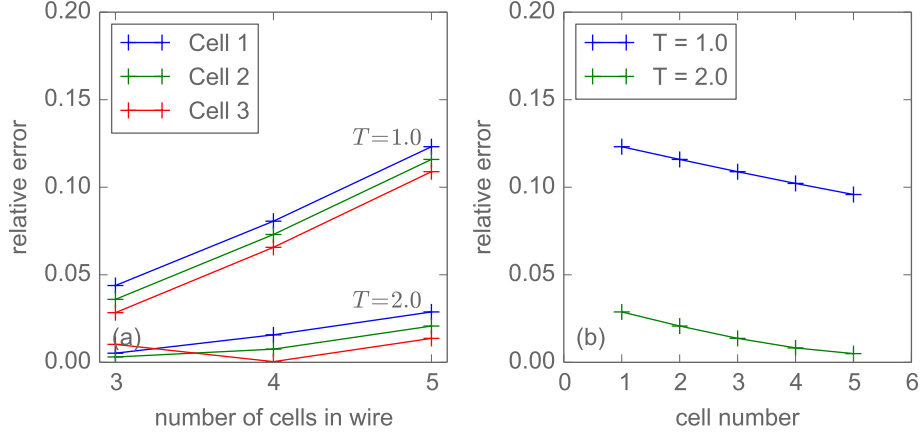 0.20
0.15
0.10
0.05
0.00
relative error
Cell 1
Cell 2
Cell 3
T=1.0
T=2.0
(a)
3 4 5
number of cells in wire
0.20
0.15
0.10
0.05
0.00
relative error
T = 1.0
T = 2.0
(b)
0 1 2 3 4 5 6
cell number